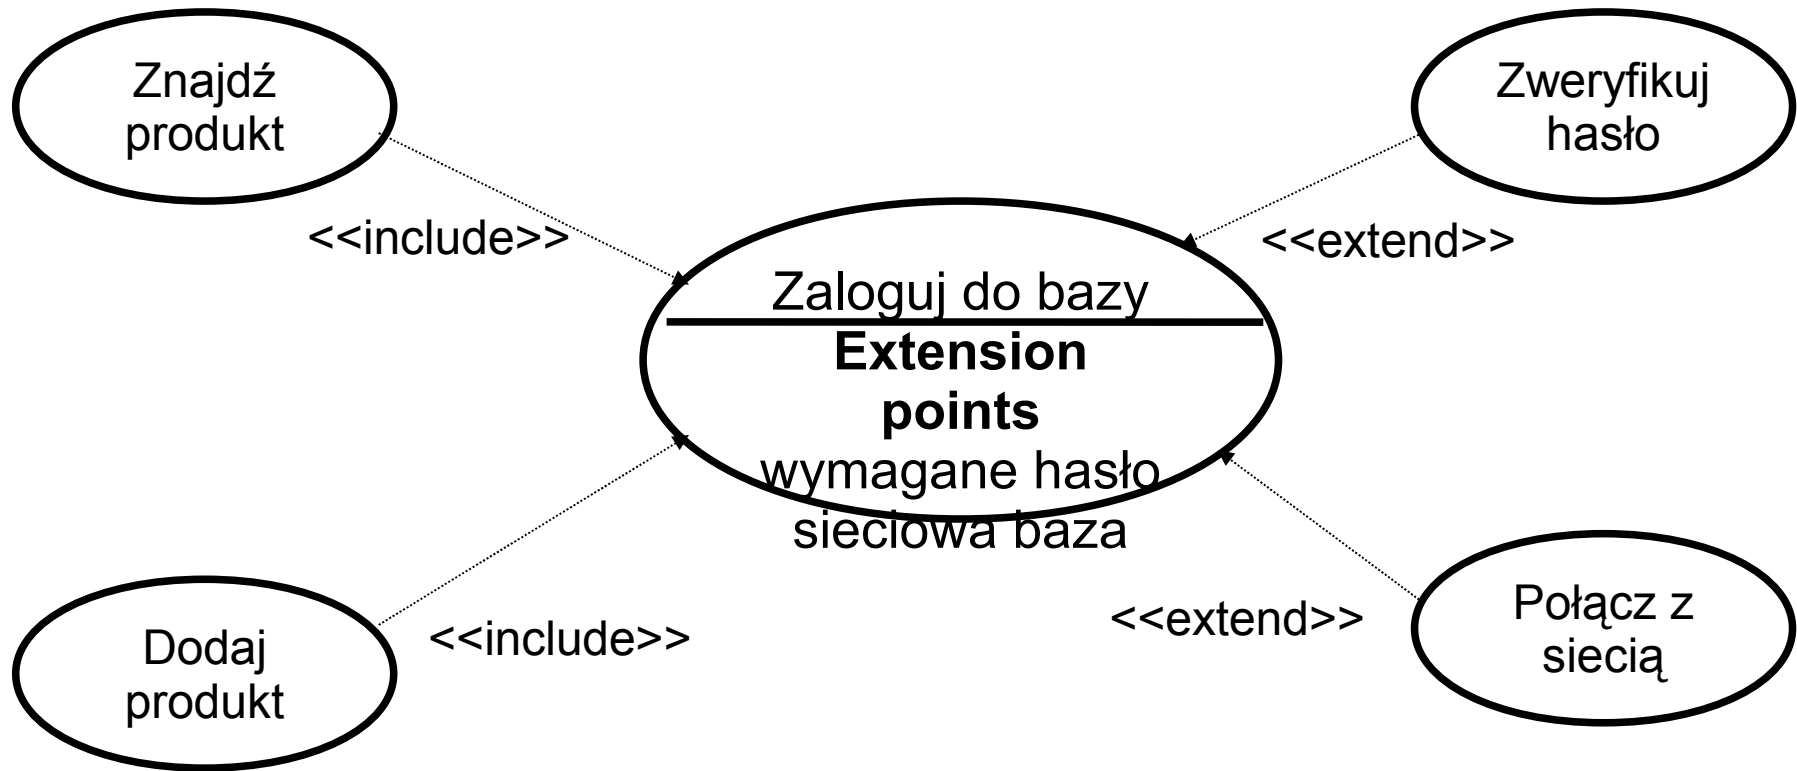 Znajdź
produkt
Zweryfikuj
hasło
<<include>>
<<extend>>
Zaloguj do bazy
Extension
points
wymagane hasło
sieciowa baza
Dodaj
produkt
<<include>>
<<extend>>
Połącz z
siecią